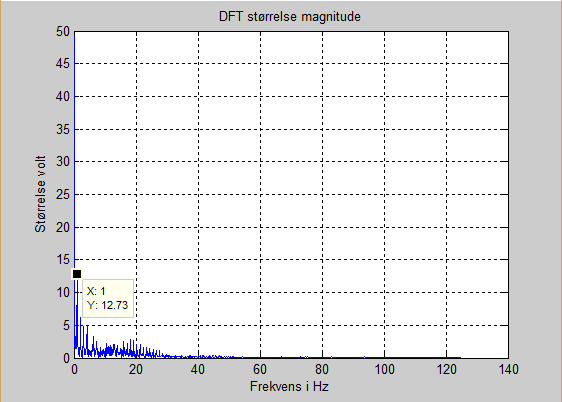 DFT størrelse magnitude
50
45
40
35
30
25
20
15
10
5
0
Størrelse volt
X: 1
Y: 12.73
0 20 40 60 80 100 120 140
Frekvens i Hz